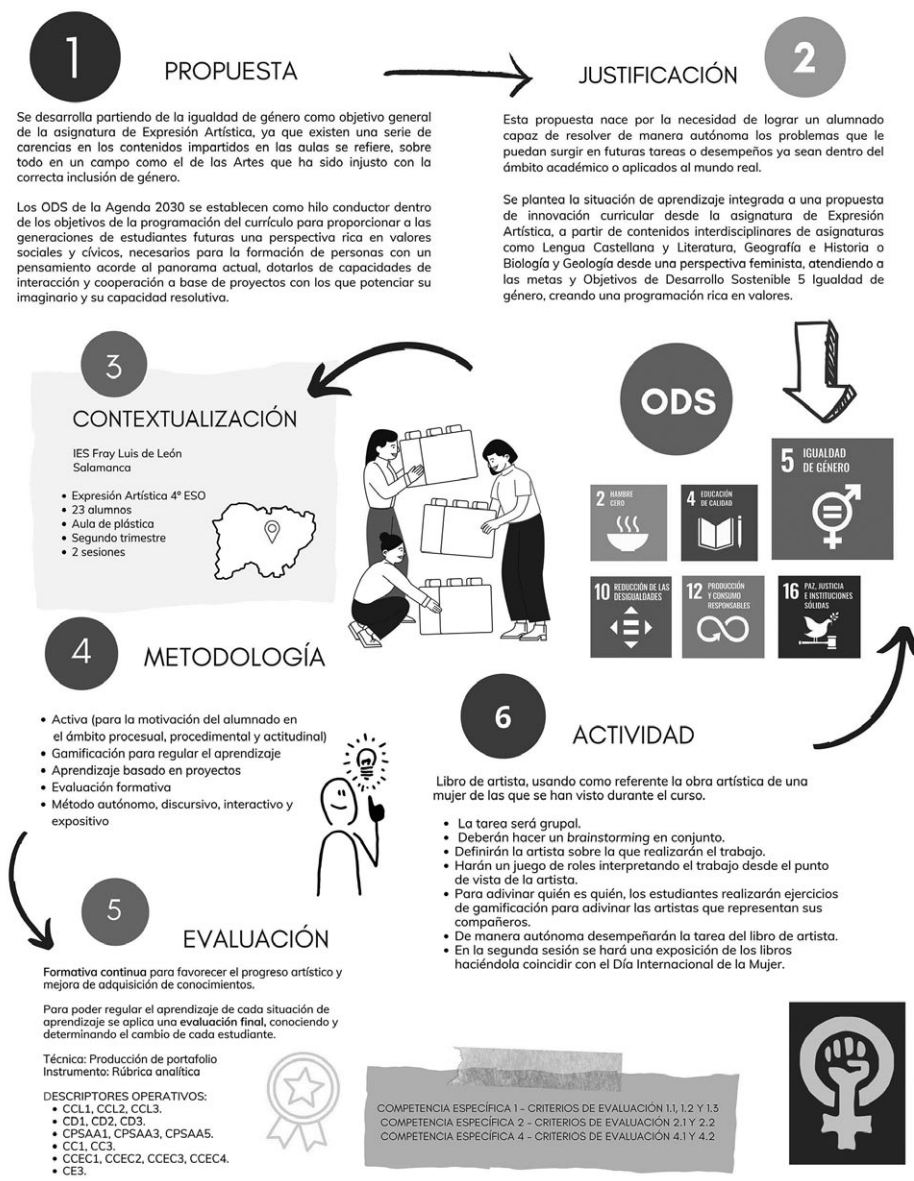 1
PROPUESTA
Se desarrolla partiendo de la igualdad de género como objetivo general
de la asignatura de Expresión Artística, ya que existen una serie de
carencias en los contenidos impartidos en las aulas se refiere, sobre
todo en un campo como el de las Artes que ha sido injusto con la
correcta inclusión de género.
Los ODS de la Agenda 2030 se establecen como hilo conductor dentro
de los objetivos de la programación del currículo para proporcionar a las
generaciones de estudiantes futuras una perspectiva rica en valores
sociales y cívicos, necesarios para la formación de personas con un
pensamiento acorde al panorama actual, dotarlos de capacidades de
interacción y cooperación a base de proyectos con los que potenciar su
imaginario y su capacidad resolutiva.
2
JUSTIFICACIÓN
Esta propuesta nace por la necesidad de lograr un alumnado
capaz de resolver de manera autónoma los problemas que le
puedan surgir en futuras tareas o desempeños ya sean dentro del
ámbito académico o aplicados al mundo real.
Se plantea la situación de aprendizaje integrada a una propuesta
de innovación curricular desde la asignatura de Expresión
Artística, a partir de contenidos interdisciplinares de asignaturas
como Lengua Castellana y Literatura, Geografía e Historia o
Biología y Geología desde una perspectiva feminista, atendiendo a
las metas y Objetivos de Desarrollo Sostenible 5 Igualdad de
género, creando una programación rica en valores.
3
CONTEXTUALIZACIÓN
IES Fray Luis de León
Salamanca
• Expresión Artística 4º ESO
• 23 alumnos
• Aula de plástica
• Segundo trimestre
• 2 sesiones
ODS
5 IGUALDAD
DE GÉNERO
2 HAMBRE
CERO
4 EDUCACIÓN
DE CALIDAD
10 REDUCCIÓN DE LAS
DESIGUALDADES
12 PRODUCCIÓN
Y CONSUMO
RESPONSABLES
16 PAZ, JUSTICIA
E INSTITUCIONES
SÓLIDAS
4
METODOLOGÍA
• Activa (para la motivación del alumnado en
el ámbito procesual, procedimental y actitudinal)
• Gamificación para regular el aprendizaje
• Aprendizaje basado en proyectos
• Evaluación formativa
• Método autónomo, discursivo, interactivo y
expositivo
5
EVALUACIÓN
Formativa continua para favorecer el progreso artístico y
mejora de adquisición de conocimientos.
Para poder regular el aprendizaje de cada situación de
aprendizaje se aplica una evaluación final, conociendo y
determinando el cambio de cada estudiante.
Técnica: Producción de portafolio
Instrumento: Rúbrica analítica
DESCRIPTORES OPERATIVOS:
• CCL1, CCL2, CCL3.
• CD1, CD2, CD3.
• CPSAA1, CPSAA3, CPSAA5.
• CC1, CC3.
• CCEC1, CCEC2, CCEC3, CCEC4.
• CE3.
6
ACTIVIDAD
Libro de artista, usando como referente la obra artística de una
mujer de las que se han visto durante el curso.
• La tarea será grupal.
• Deberán hacer un brainstorming en conjunto.
• Definirán la artista sobre la que realizarán el trabajo.
• Harán un juego de roles interpretando el trabajo desde el punto
de vista de la artista.
• Para adivinar quién es quién, los estudiantes realizarán ejercicios
de gamificación para adivinar las artistas que representan sus
compañeros.
• De manera autónoma desempeñarán la tarea del libro de artista.
• En la segunda sesión se hará una exposición de los libros
haciéndola coincidir con el Día Internacional de la Mujer.
COMPETENCIA ESPECÍFICA 1 - CRITERIOS DE EVALUACIÓN 1.1, 1.2 Y 1.3
COMPETENCIA ESPECÍFICA 2 - CRITERIOS DE EVALUACIÓN 2.1 Y 2.2
COMPETENCIA ESPECÍFICA 4 - CRITERIOS DE EVALUACIÓN 4.1 Y 4.2